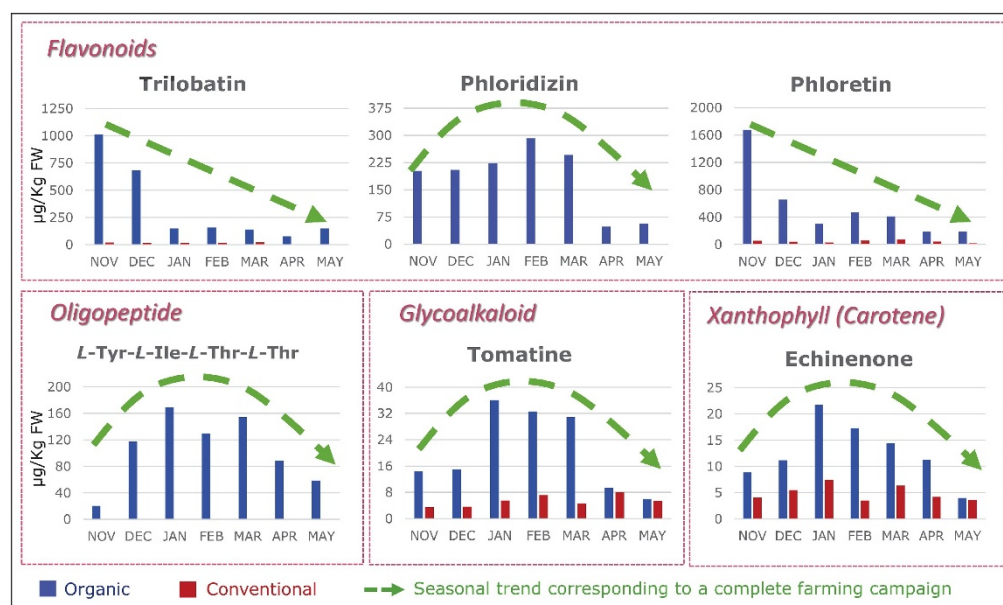 Flavonoids
Trilobatin
Phloridizin
Phloretin
µg/Kg FW
1250
1000
750
500
250
0
NOV DEC JAN FEB MAR APR MAY
375
300
225
150
75
0
NOV DEC JAN FEB MAR APR MAY
2000
1600
1200
800
400
0
NOV DEC JAN FEB MAR APR MAY
Oligopeptide
L-Tyr-L-Ile-L-Thr-L-Thr
µg/Kg FW
200
160
120
80
40
0
NOV DEC JAN FEB MAR APR MAY
Glycoalkaloid
Tomatine
40
32
24
16
8
0
NOV DEC JAN FEB MAR APR MAY
Xanthophyll (Carotene)
Echinenone
25
20
15
10
5
0
NOV DEC JAN FEB MAR APR MAY
Organic Conventional Seasonal trend corresponding to a complete farming campaign